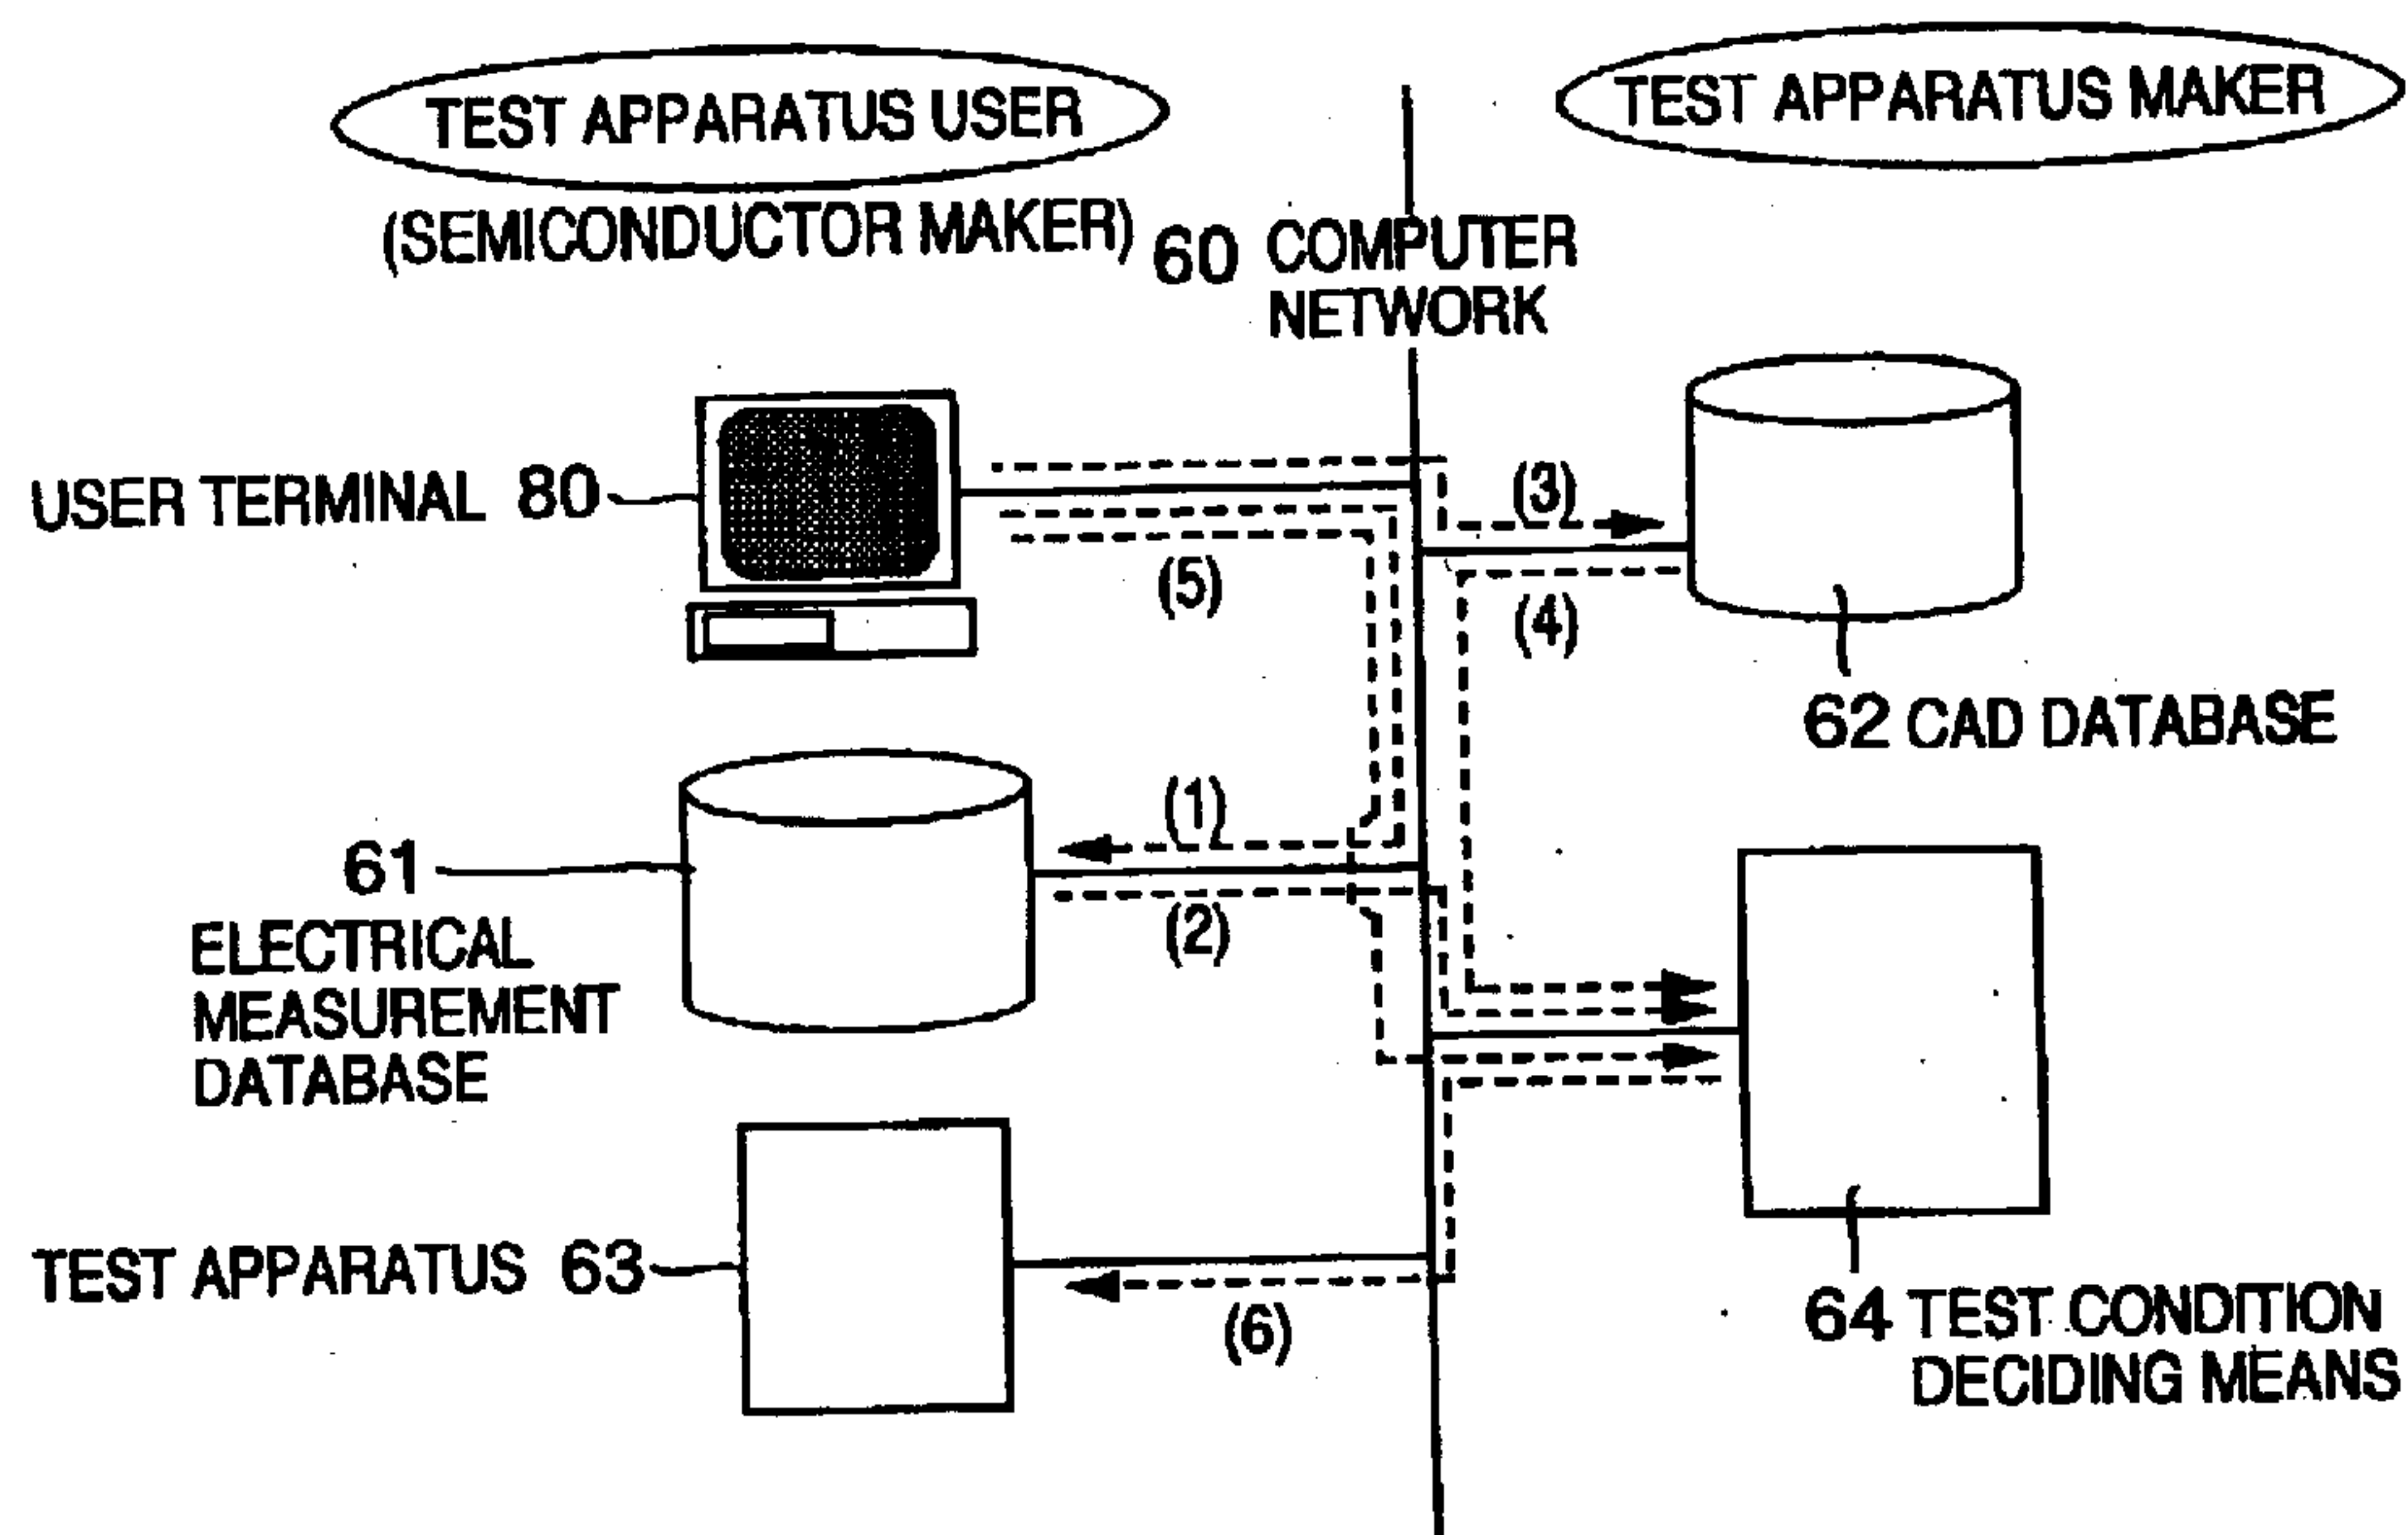 TEST APPARATUS USER
(SEMICONDUCTOR MAKER)
TEST APPARATUS MAKER
60 COMPUTER
NETWORK
USER TERMINAL 80
(3)
(5)
(4)
62 CAD DATABASE
(1)
61
(2)
ELECTRICAL
MEASUREMENT
DATABASE
TEST APPARATUS 63
(6)
64 TEST CONDITION
DECIDING MEANS